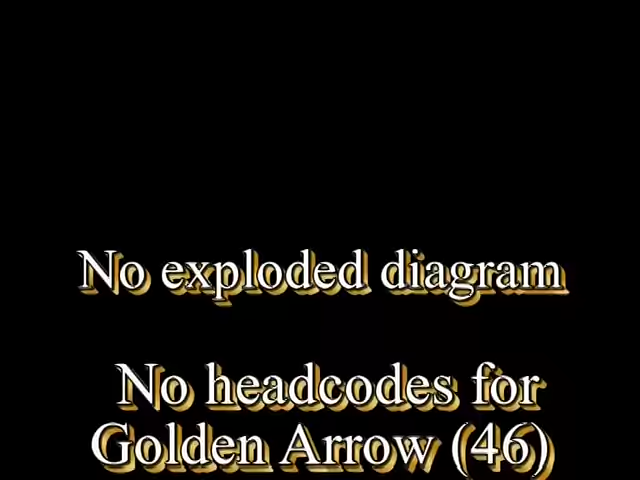 No exploded diagram
No headcodes for
Golden Arrow (46)